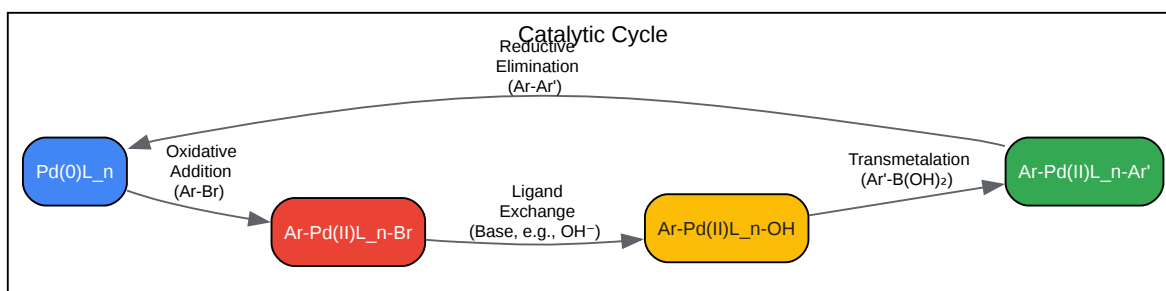 Catalytic Cycle
Reductive
Elimination
(Ar-Ar')
Pd(0)L_n
Oxidative
Addition
(Ar-Br)
Ar-Pd(II)L_n-Br
Ligand
Exchange
(Base, e.g., OH⁻)
Ar-Pd(II)L_n-OH
Transmetalation
(Ar'-B(OH)₂)
Ar-Pd(II)L_n-Ar'